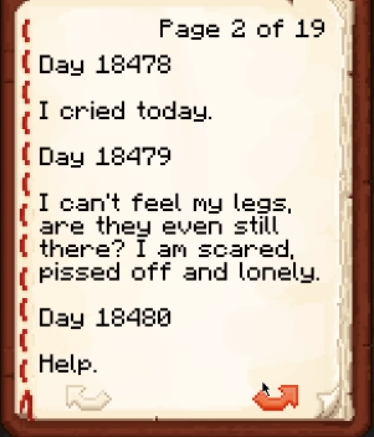 Page 2 of 19
Day 18478
I cried today.
Day 18479
I can't feel my legs,
are they even still
there? I am scared,
pissed off and lonely.
Day 18480
Help.